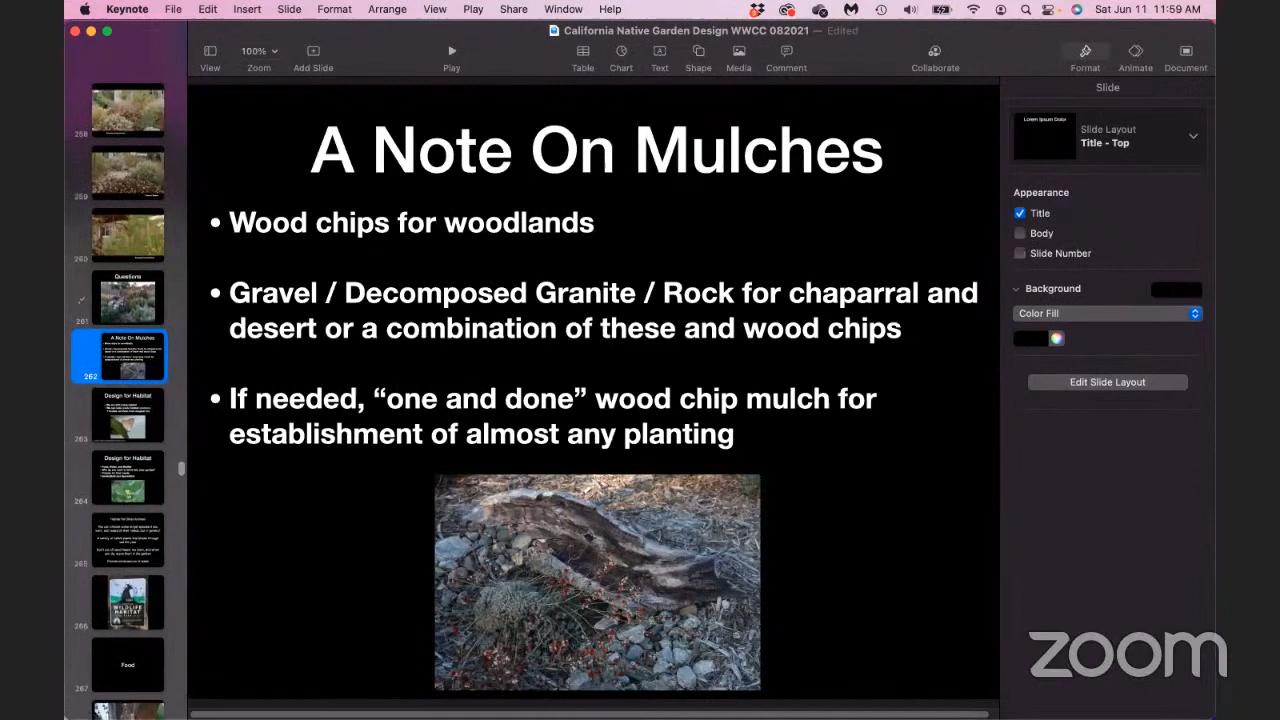 Keynote File Edit Insert Slide Format Arrange View Play Share Window Help Sat Jun 11 11:59 AM
California Native Garden Design WWCC 082021 — Edited
100%
View Zoom Add Slide Play Table Chart Text Shape Media Comment Collaborate Format Animate Document
Slide
258
259
260
Questions
261
A Note On Mulches
262
Design for Habitat
263
Design for Habitat
264
265
WILDLIFE
HABITAT
266
Food
267
A Note On Mulches
• Wood chips for woodlands
• Gravel / Decomposed Granite / Rock for chaparral and
desert or a combination of these and wood chips
• If needed, “one and done” wood chip mulch for
establishment of almost any planting
Lorem Ipsum Dolor
Slide Layout
Title - Top
Appearance
Title
Body
Slide Number
Background
Color Fill
Edit Slide Layout
zoom